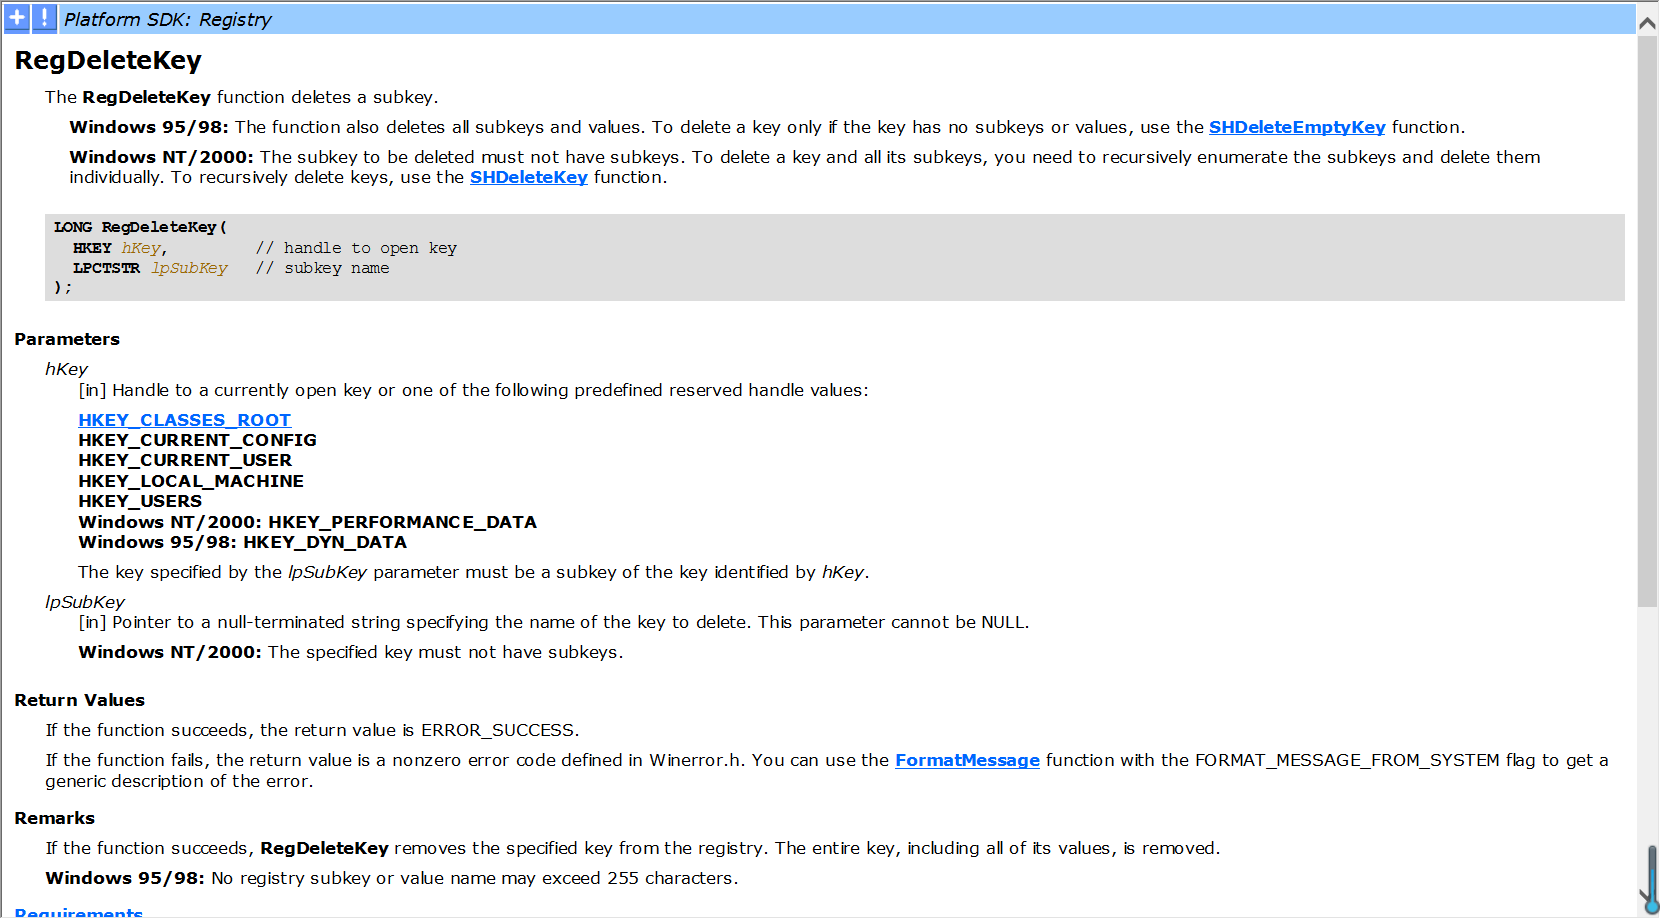 Platform SDK: Registry
RegDeleteKey
The RegDeleteKey function deletes a subkey.
Windows 95/98: The function also deletes all subkeys and values. To delete a key only if the key has no subkeys or values, use the SHDeleteEmptyKey function.
Windows NT/2000: The subkey to be deleted must not have subkeys. To delete a key and all its subkeys, you need to recursively enumerate the subkeys and delete them
individually. To recursively delete keys, use the SHDeleteKey function.
LONG RegDeleteKey(
  HKEY hKey,         // handle to open key
  LPCTSTR lpSubKey   // subkey name
);
Parameters
hKey
[in] Handle to a currently open key or one of the following predefined reserved handle values:
HKEY_CLASSES_ROOT
HKEY_CURRENT_CONFIG
HKEY_CURRENT_USER
HKEY_LOCAL_MACHINE
HKEY_USERS
Windows NT/2000: HKEY_PERFORMANCE_DATA
Windows 95/98: HKEY_DYN_DATA
The key specified by the lpSubKey parameter must be a subkey of the key identified by hKey.
lpSubKey
[in] Pointer to a null-terminated string specifying the name of the key to delete. This parameter cannot be NULL.
Windows NT/2000: The specified key must not have subkeys.
Return Values
If the function succeeds, the return value is ERROR_SUCCESS.
If the function fails, the return value is a nonzero error code defined in Winerror.h. You can use the FormatMessage function with the FORMAT_MESSAGE_FROM_SYSTEM flag to get a
generic description of the error.
Remarks
If the function succeeds, RegDeleteKey removes the specified key from the registry. The entire key, including all of its values, is removed.
Windows 95/98: No registry subkey or value name may exceed 255 characters.
Requirements